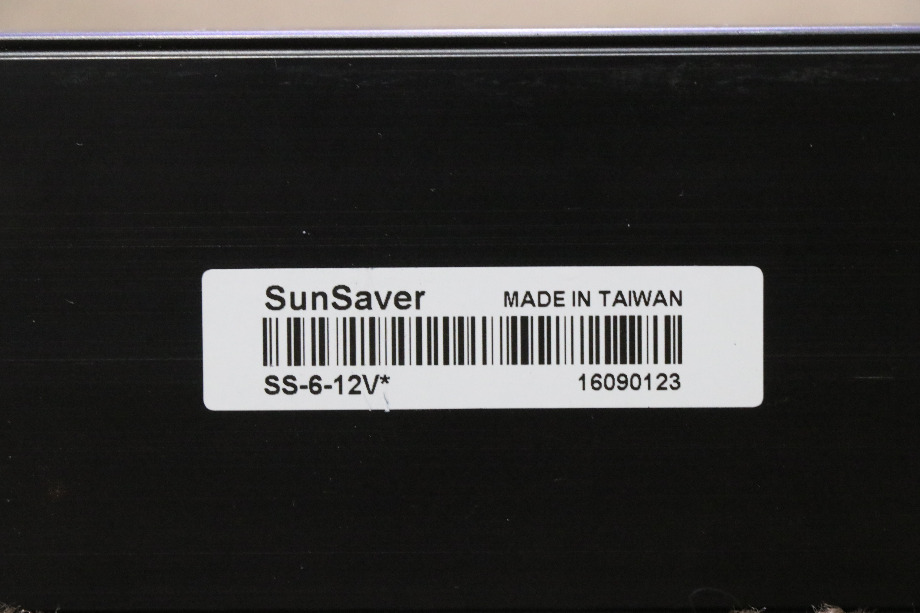 SunSaver MADE IN TAIWAN
SS-6-12V* 16090123